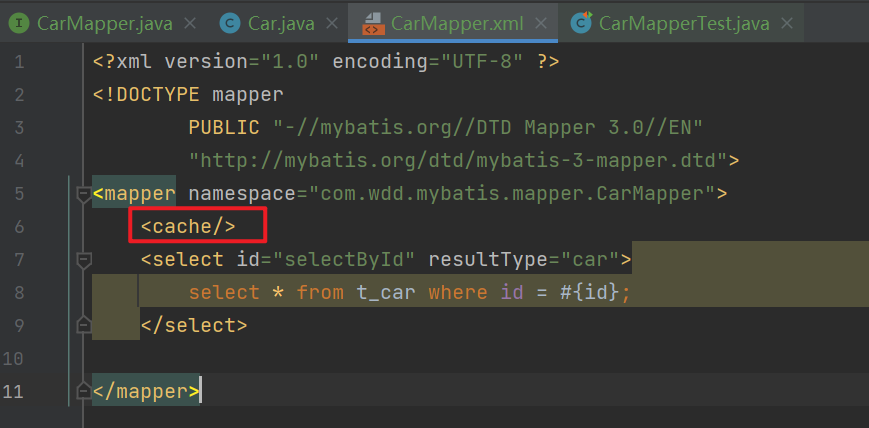 CarMapper.java Car.java CarMapper.xml CarMapperTest.java
1 <?xml version="1.0" encoding="UTF-8" ?>
2 <!DOCTYPE mapper
3         PUBLIC "-//mybatis.org//DTD Mapper 3.0//EN"
4         "http://mybatis.org/dtd/mybatis-3-mapper.dtd">
5 <mapper namespace="com.wdd.mybatis.mapper.CarMapper">
6     <cache/>
7     <select id="selectById" resultType="car">
8         select * from t_car where id = #{id};
9     </select>
10
11 </mapper>